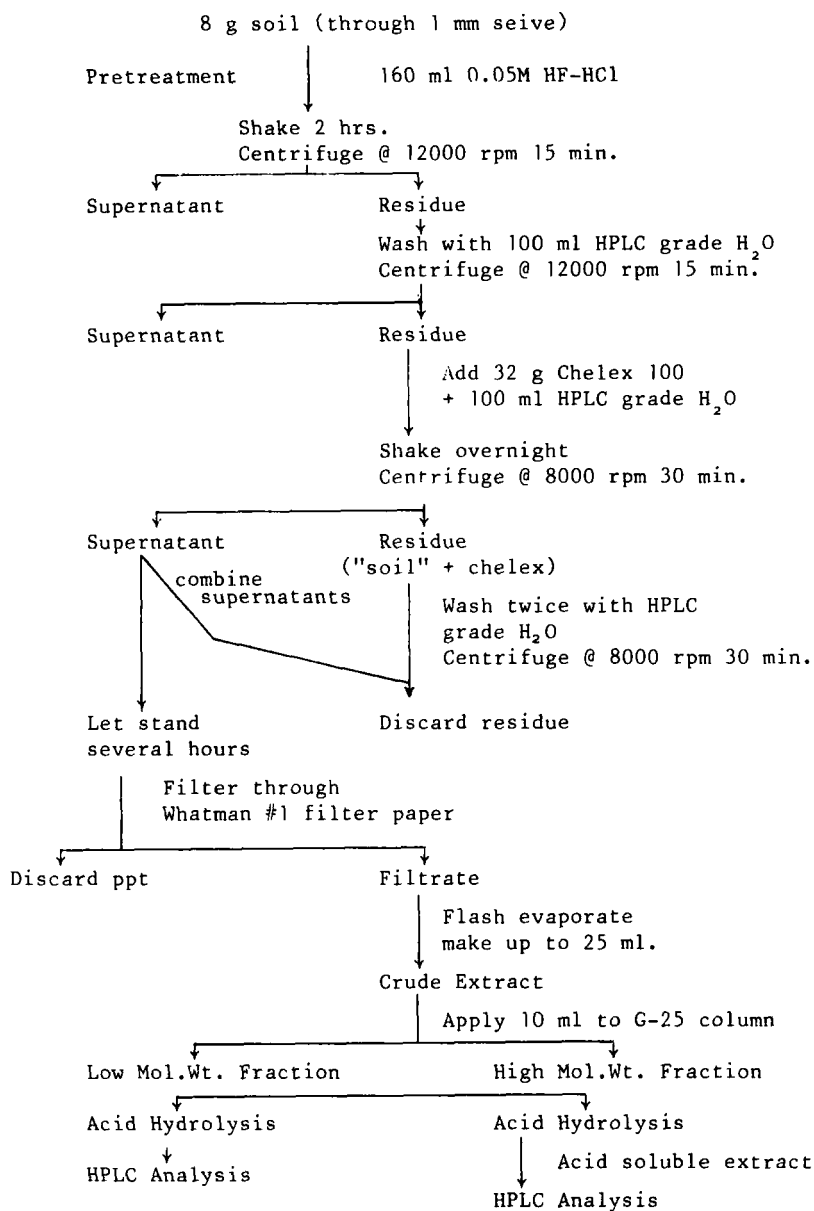 8 g soil (through 1 mm seive)
Pretreatment
160 ml 0.05M HF-HCl
Shake 2 hrs.
Centrifuge @ 12000 rpm 15 min.
Supernatant
Residue
Wash with 100 ml HPLC grade H₂O
Centrifuge @ 12000 rpm 15 min.
Supernatant
Residue
Add 32 g Chelex 100
+ 100 ml HPLC grade H₂O
Shake overnight
Centrifuge @ 8000 rpm 30 min.
Supernatant
Residue
("soil" + chelex)
combine
supernatants
Wash twice with HPLC
grade H₂O
Centrifuge @ 8000 rpm 30 min.
Let stand
several hours
Discard residue
Filter through
Whatman #1 filter paper
Discard ppt
Filtrate
Flash evaporate
make up to 25 ml.
Crude Extract
Apply 10 ml to G-25 column
Low Mol.Wt. Fraction
High Mol.Wt. Fraction
Acid Hydrolysis
Acid Hydrolysis
Acid soluble extract
HPLC Analysis
HPLC Analysis